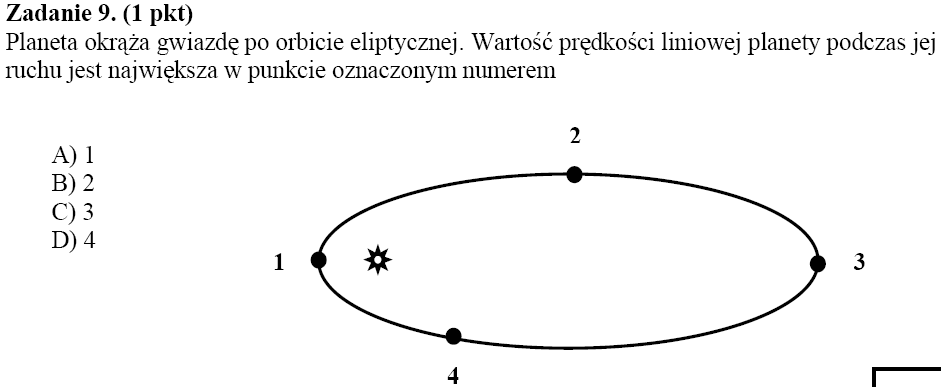 Zadanie 9. (1 pkt)
Planeta okrąża gwiazdę po orbicie eliptycznej. Wartość prędkości liniowej planety podczas jej
ruchu jest największa w punkcie oznaczonym numerem
2
A) 1
B) 2
C) 3
D) 4
1
3
4